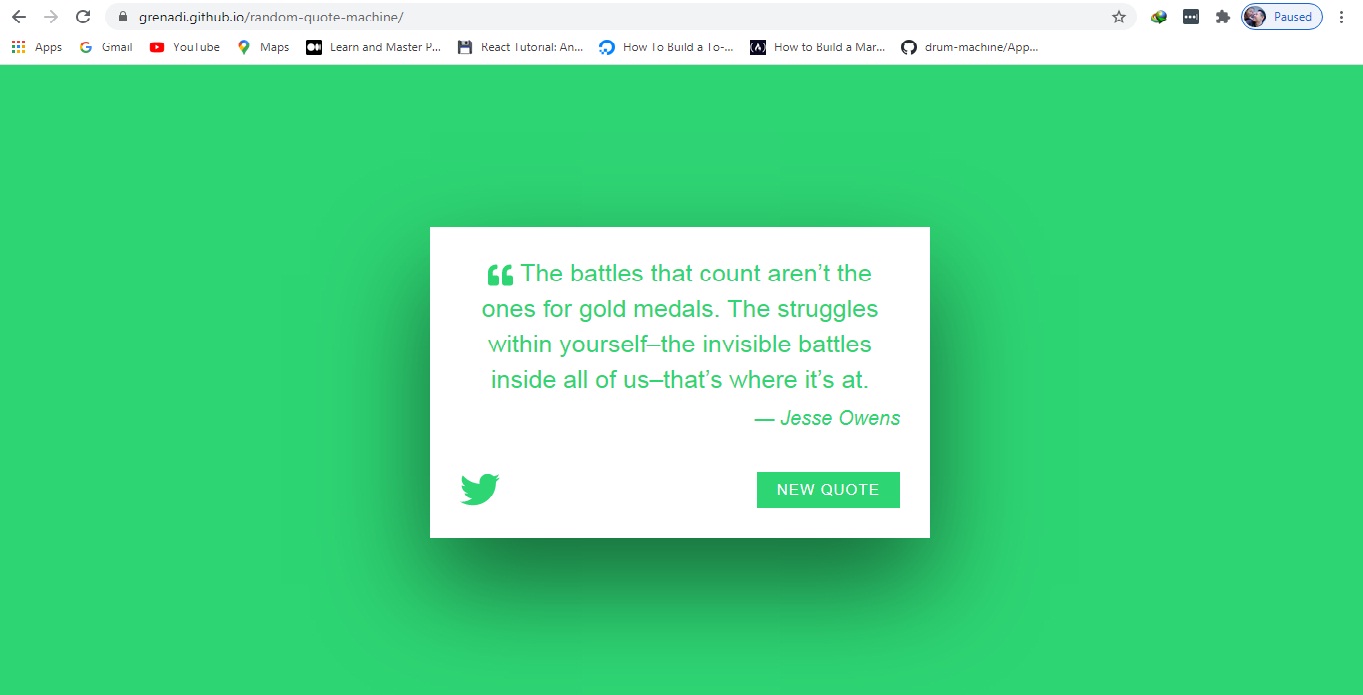 grenadi.github.io/random-quote-machine/
Paused
Apps Gmail YouTube Maps Learn and Master P... React Tutorial: An... How To Build a To-... How to Build a Mar... drum-machine/App...
The battles that count aren’t the
ones for gold medals. The struggles
within yourself–the invisible battles
inside all of us–that’s where it’s at.
— Jesse Owens
NEW QUOTE